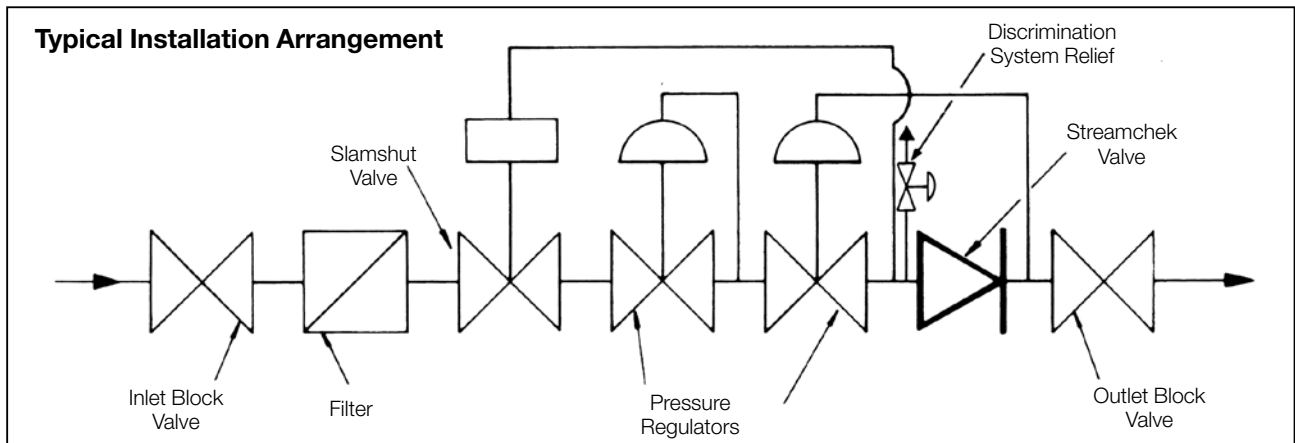 Typical Installation Arrangement
Discrimination
System Relief
Streamchek
Valve
Slamshut
Valve
Inlet Block
Valve
Filter
Pressure
Regulators
Outlet Block
Valve